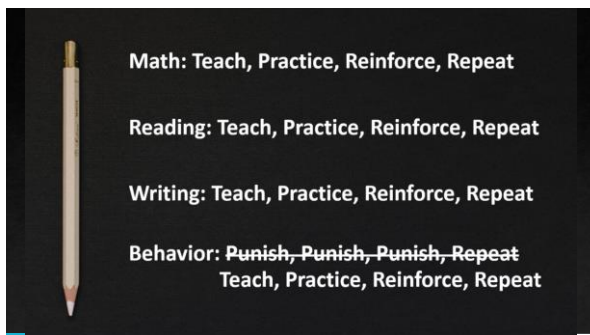 Math: Teach, Practice, Reinforce, Repeat
Reading: Teach, Practice, Reinforce, Repeat
Writing: Teach, Practice, Reinforce, Repeat
Behavior: Punish, Punish, Punish, Repeat
Teach, Practice, Reinforce, Repeat